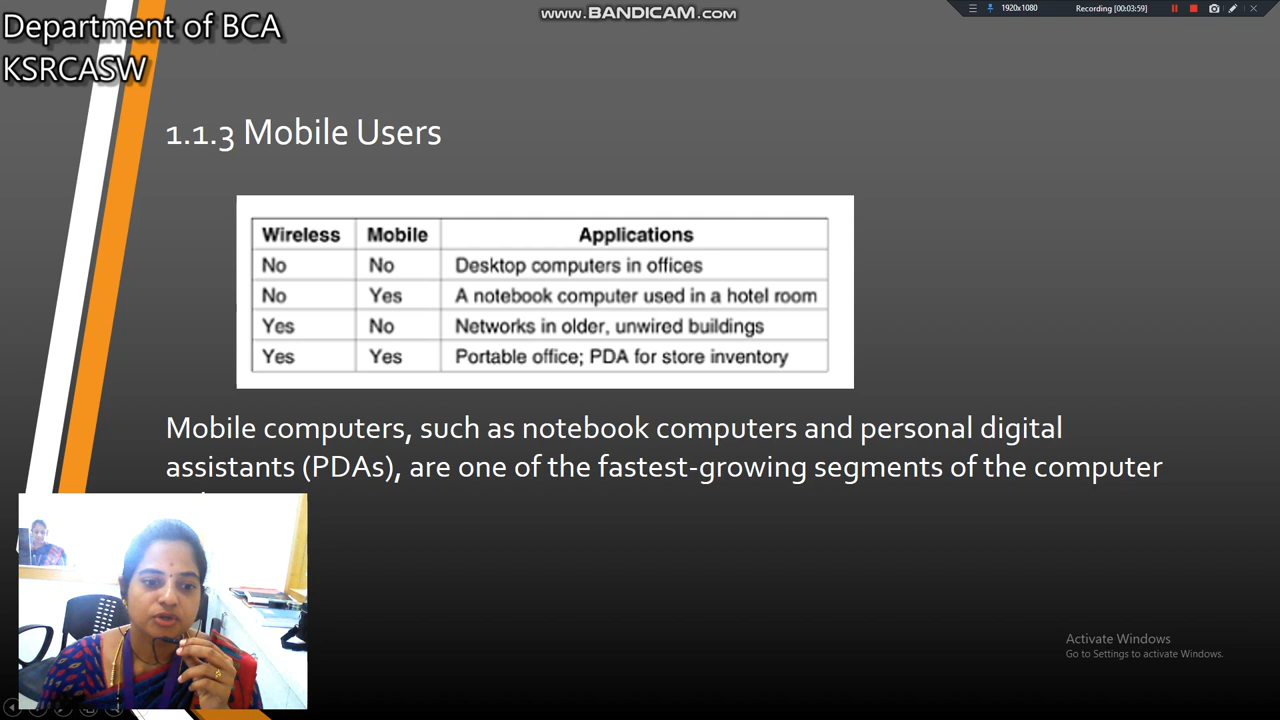 www.BANDICAM.com
1920x1080
Recording [00:03:59]
Department of BCA
KSRCASW
1.1.3 Mobile Users
Wireless Mobile Applications
No No Desktop computers in offices
No Yes A notebook computer used in a hotel room
Yes No Networks in older, unwired buildings
Yes Yes Portable office; PDA for store inventory
Mobile computers, such as notebook computers and personal digital
assistants (PDAs), are one of the fastest-growing segments of the computer
Activate Windows
Go to Settings to activate Windows.